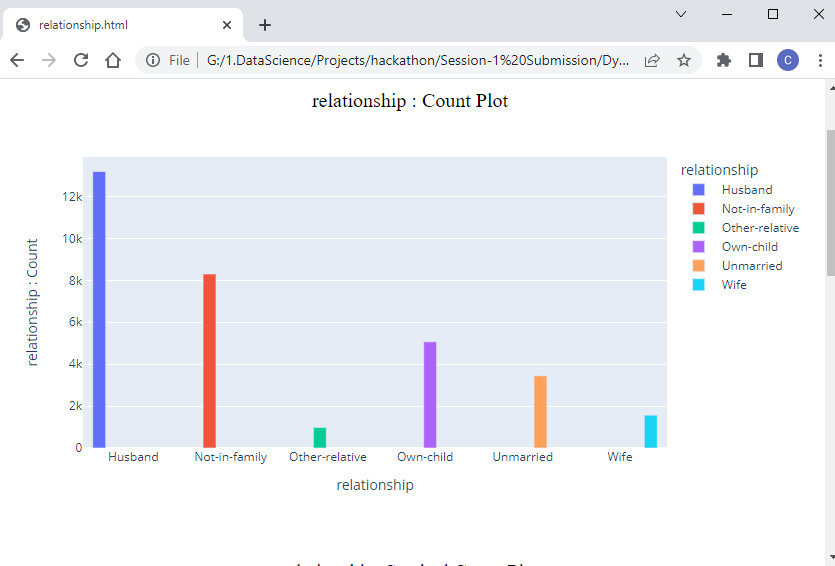 relationship.html
File
G:/1.DataScience/Projects/hackathon/Session-1%20Submission/Dy...
C
relationship : Count Plot
relationship
Husband
Not-in-family
Other-relative
Own-child
Unmarried
Wife
12k
10k
8k
6k
4k
2k
0
relationship : Count
Husband Not-in-family Other-relative Own-child Unmarried Wife
relationship